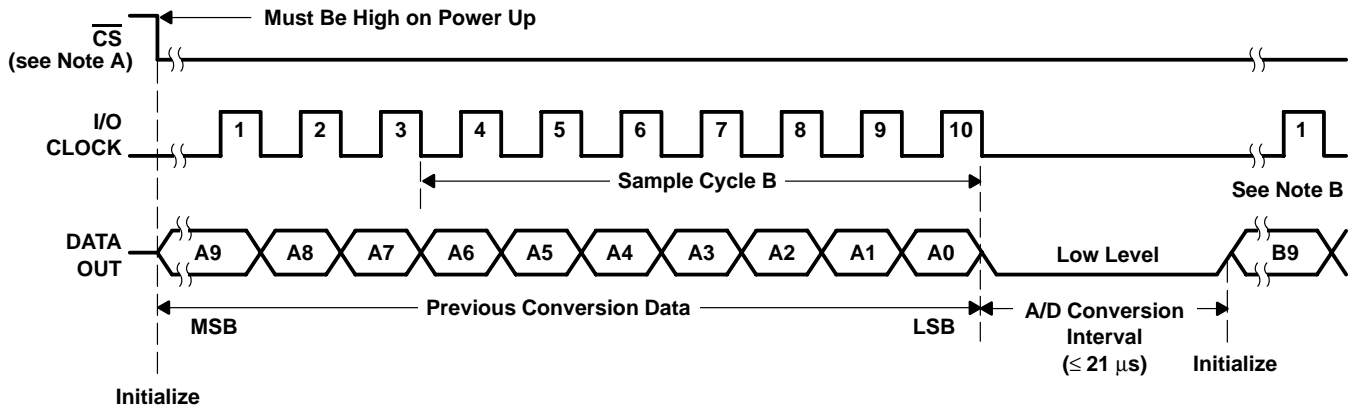 Must Be High on Power Up
CS
(see Note A)
I/O
CLOCK
1 2 3 4 5 6 7 8 9 10 1
Sample Cycle B
See Note B
DATA
OUT
A9 A8 A7 A6 A5 A4 A3 A2 A1 A0 Low Level B9
Previous Conversion Data
MSB LSB
A/D Conversion
Interval
(≤ 21 μs)
Initialize
Initialize